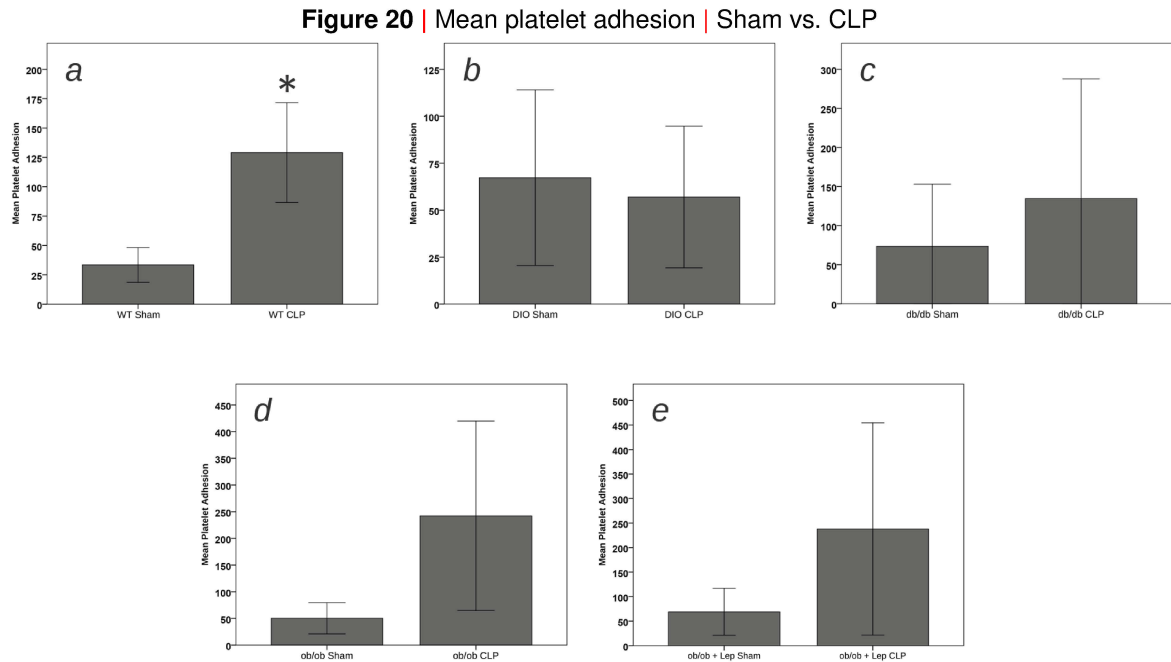 Figure 20 | Mean platelet adhesion | Sham vs. CLP
a
*
Mean Platelet Adhesion
200
175
150
125
100
75
50
25
0
WT Sham
WT CLP
b
Mean Platelet Adhesion
125
100
75
50
25
0
DIO Sham
DIO CLP
c
Mean Platelet Adhesion
300
250
200
150
100
50
0
db/db Sham
db/db CLP
d
Mean Platelet Adhesion
450
400
350
300
250
200
150
100
50
0
ob/ob Sham
ob/ob CLP
e
Mean Platelet Adhesion
500
450
400
350
300
250
200
150
100
50
0
ob/ob + Lep Sham
ob/ob + Lep CLP